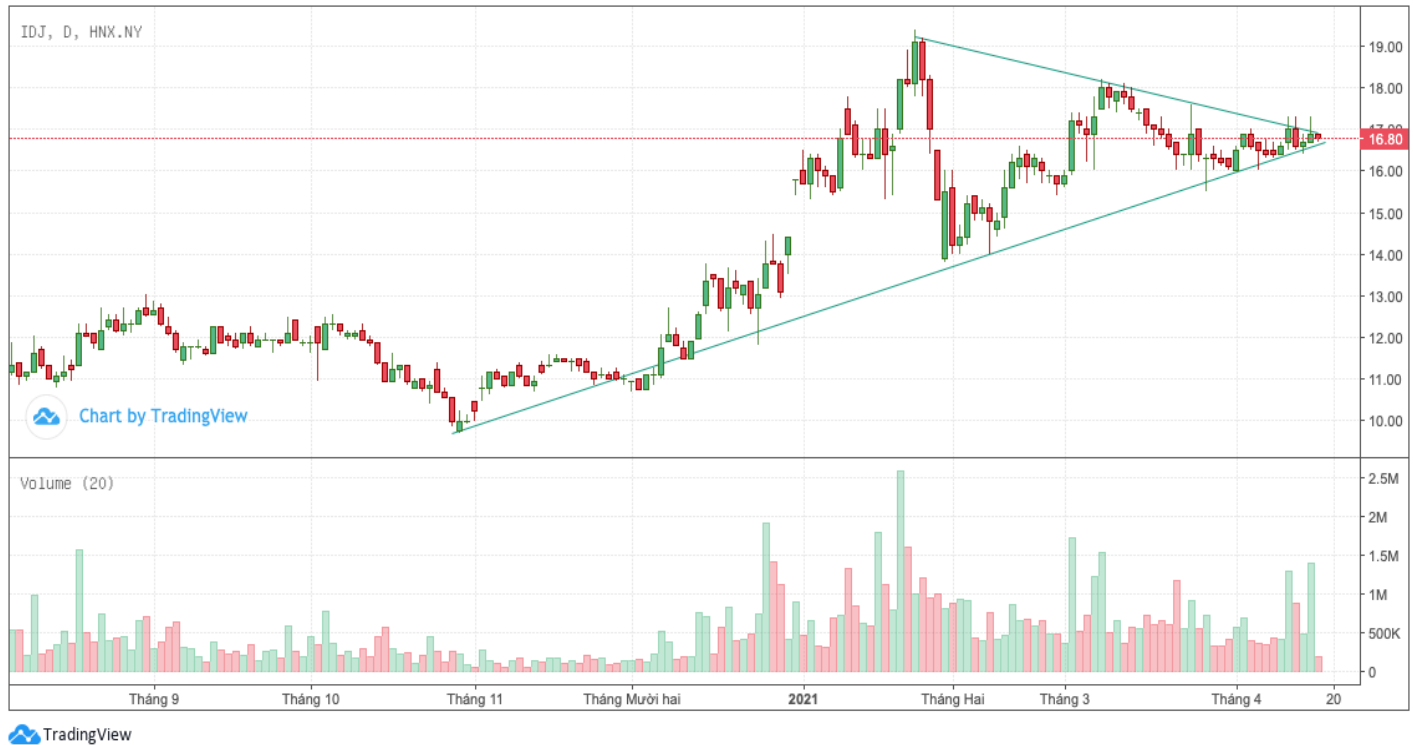 IDJ, D, HNX.NY
19.00
18.00
17.00
16.80
16.00
15.00
14.00
13.00
12.00
11.00
10.00
Chart by TradingView
Volume (20)
2.5M
2M
1.5M
1M
500K
0
Tháng 9 Tháng 10 Tháng 11 Tháng Mười hai 2021 Tháng Hai Tháng 3 Tháng 4 20
TradingView